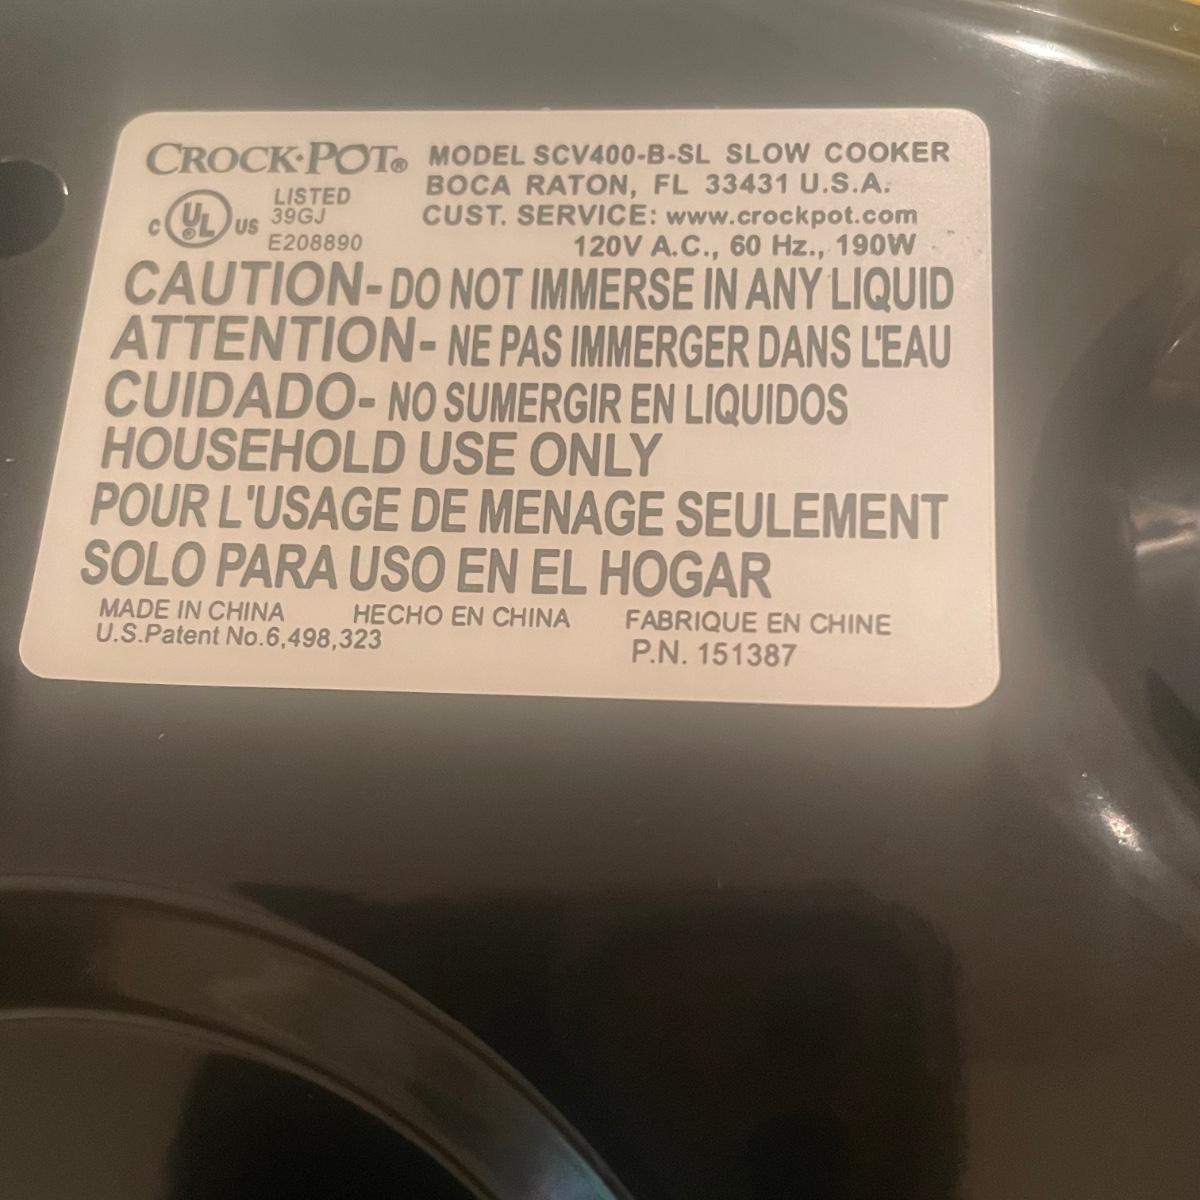 CROCK·POT® MODEL SCV400-B-SL SLOW COOKER
BOCA RATON, FL 33431 U.S.A.
CUST. SERVICE: www.crockpot.com
120V A.C., 60 Hz., 190W
C UL® US LISTED
39GJ
E208890
CAUTION- DO NOT IMMERSE IN ANY LIQUID
ATTENTION- NE PAS IMMERGER DANS L'EAU
CUIDADO- NO SUMERGIR EN LIQUIDOS
HOUSEHOLD USE ONLY
POUR L'USAGE DE MENAGE SEULEMENT
SOLO PARA USO EN EL HOGAR
MADE IN CHINA HECHO EN CHINA FABRIQUE EN CHINE
U.S.Patent No.6,498,323 P.N. 151387